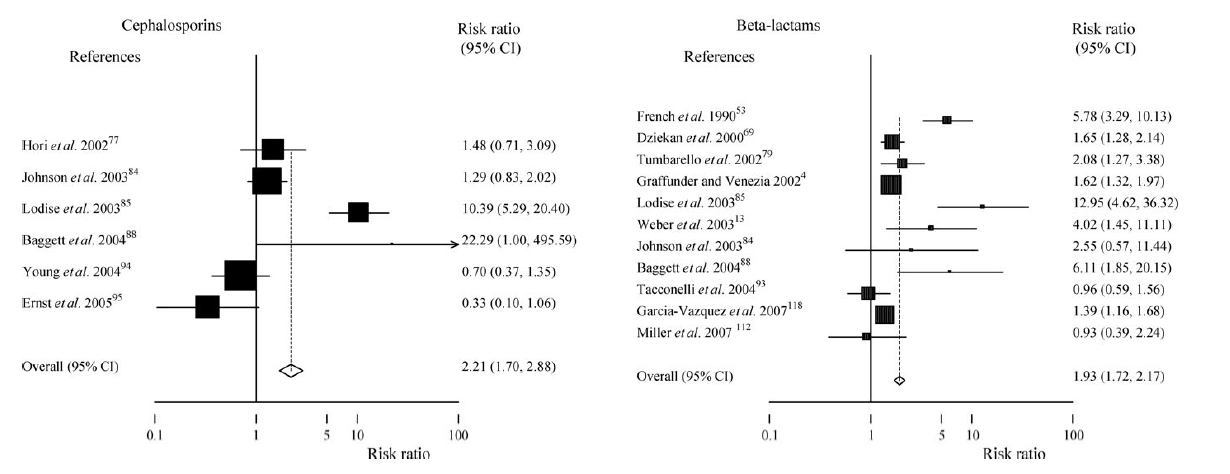 Cephalosporins
Risk ratio
(95% CI)
References
Hori et al. 200277 1.48 (0.71, 3.09)
Johnson et al. 200384 1.29 (0.83, 2.02)
Lodise et al. 200385 10.39 (5.29, 20.40)
Baggett et al. 200488 22.29 (1.00, 495.59)
Young et al. 200494 0.70 (0.37, 1.35)
Ernst et al. 200595 0.33 (0.10, 1.06)
Overall (95% CI) 2.21 (1.70, 2.88)
0.1 1 5 10 100
Risk ratio
Beta-lactams
Risk ratio
(95% CI)
References
French et al. 199053 5.78 (3.29, 10.13)
Dziekan et al. 200069 1.65 (1.28, 2.14)
Tumbarello et al. 200279 2.08 (1.27, 3.38)
Graffunder and Venezia 20024 1.62 (1.32, 1.97)
Lodise et al. 200385 12.95 (4.62, 36.32)
Weber et al. 200313 4.02 (1.45, 11.11)
Johnson et al. 200384 2.55 (0.57, 11.44)
Baggett et al. 200488 6.11 (1.85, 20.15)
Tacconelli et al. 200493 0.96 (0.59, 1.56)
Garcia-Vazquez et al. 2007118 1.39 (1.16, 1.68)
Miller et al. 2007 112 0.93 (0.39, 2.24)
Overall (95% CI) 1.93 (1.72, 2.17)
0.1 1 5 10 100
Risk ratio